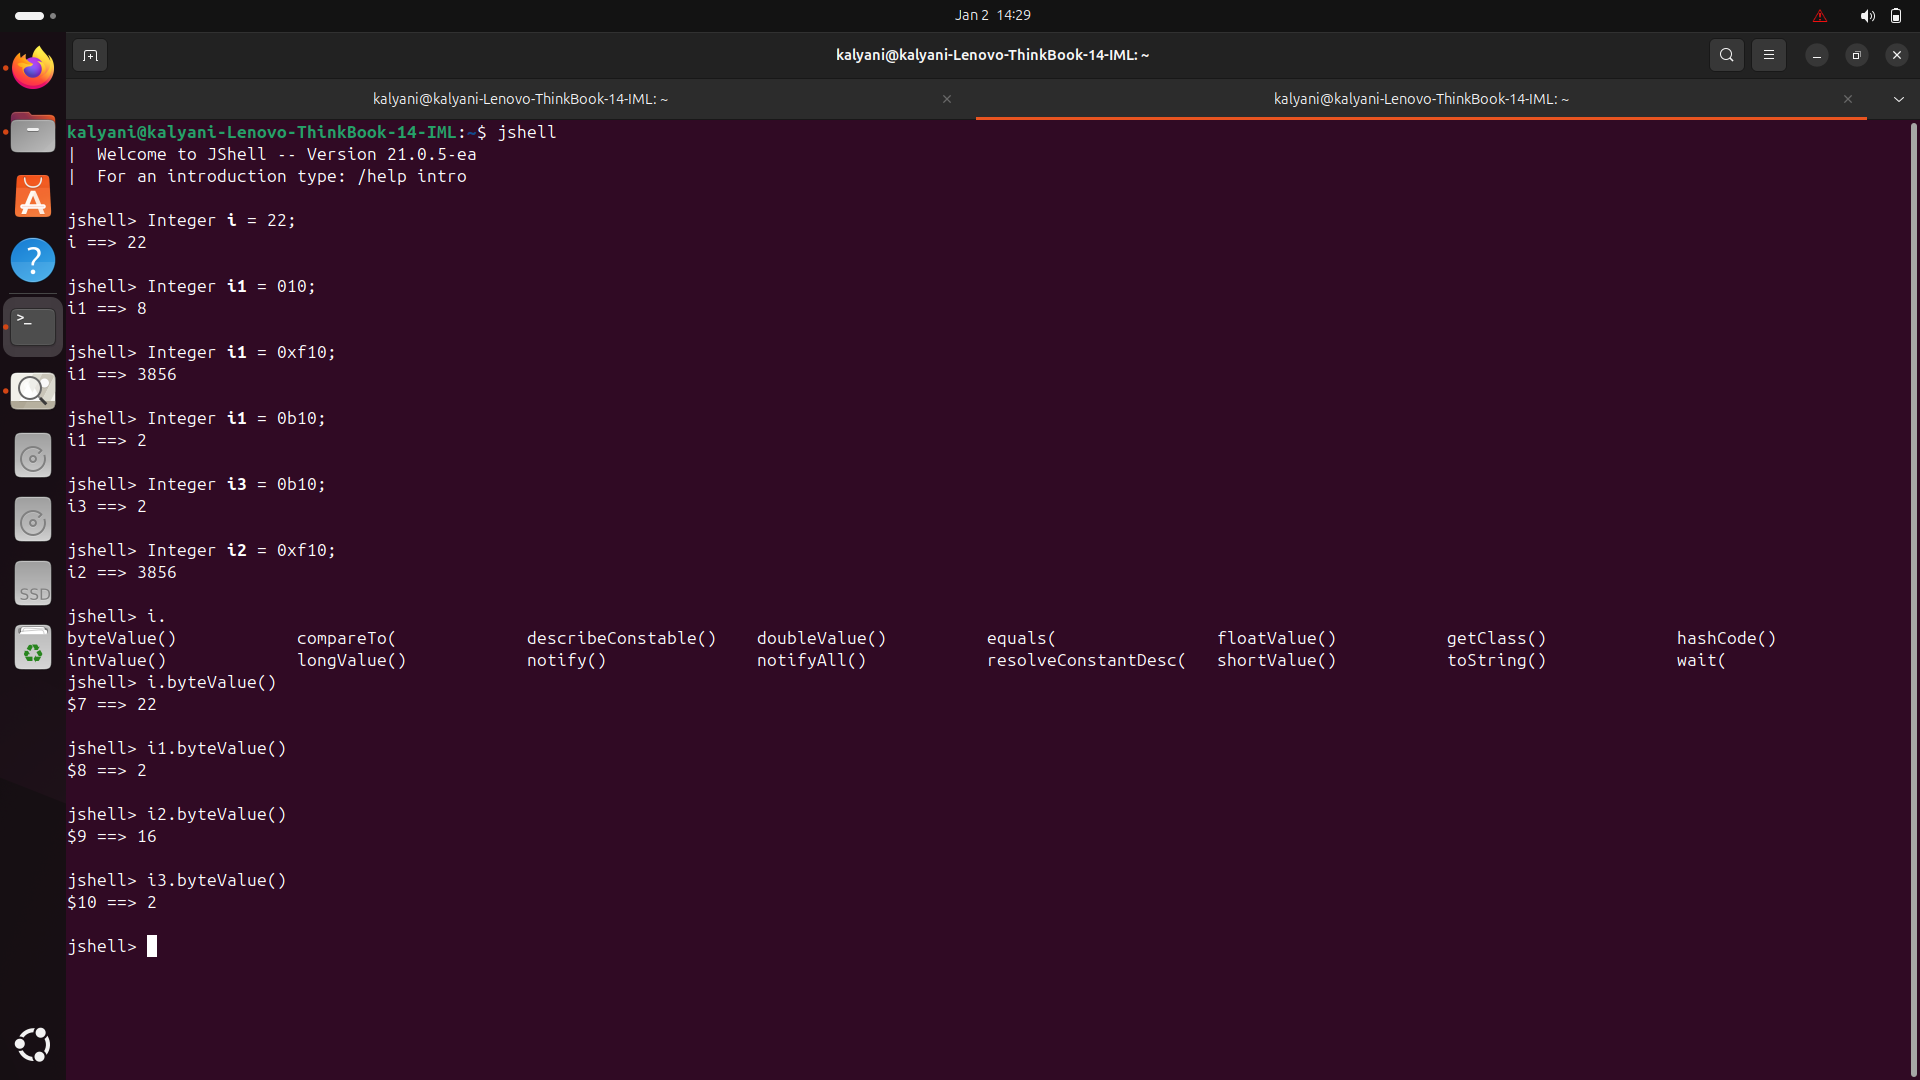 Jan 2 14:29
kalyani@kalyani-Lenovo-ThinkBook-14-IML: ~
kalyani@kalyani-Lenovo-ThinkBook-14-IML: ~
kalyani@kalyani-Lenovo-ThinkBook-14-IML: ~
kalyani@kalyani-Lenovo-ThinkBook-14-IML:~$ jshell
|  Welcome to JShell -- Version 21.0.5-ea
|  For an introduction type: /help intro
jshell> Integer i = 22;
i ==> 22
jshell> Integer i1 = 010;
i1 ==> 8
jshell> Integer i1 = 0xf10;
i1 ==> 3856
jshell> Integer i1 = 0b10;
i1 ==> 2
jshell> Integer i3 = 0b10;
i3 ==> 2
jshell> Integer i2 = 0xf10;
i2 ==> 3856
jshell> i.
byteValue() compareTo( describeConstable() doubleValue() equals( floatValue() getClass() hashCode()
intValue() longValue() notify() notifyAll() resolveConstantDesc( shortValue() toString() wait(
jshell> i.byteValue()
$7 ==> 22
jshell> i1.byteValue()
$8 ==> 2
jshell> i2.byteValue()
$9 ==> 16
jshell> i3.byteValue()
$10 ==> 2
jshell>
>_
SSD